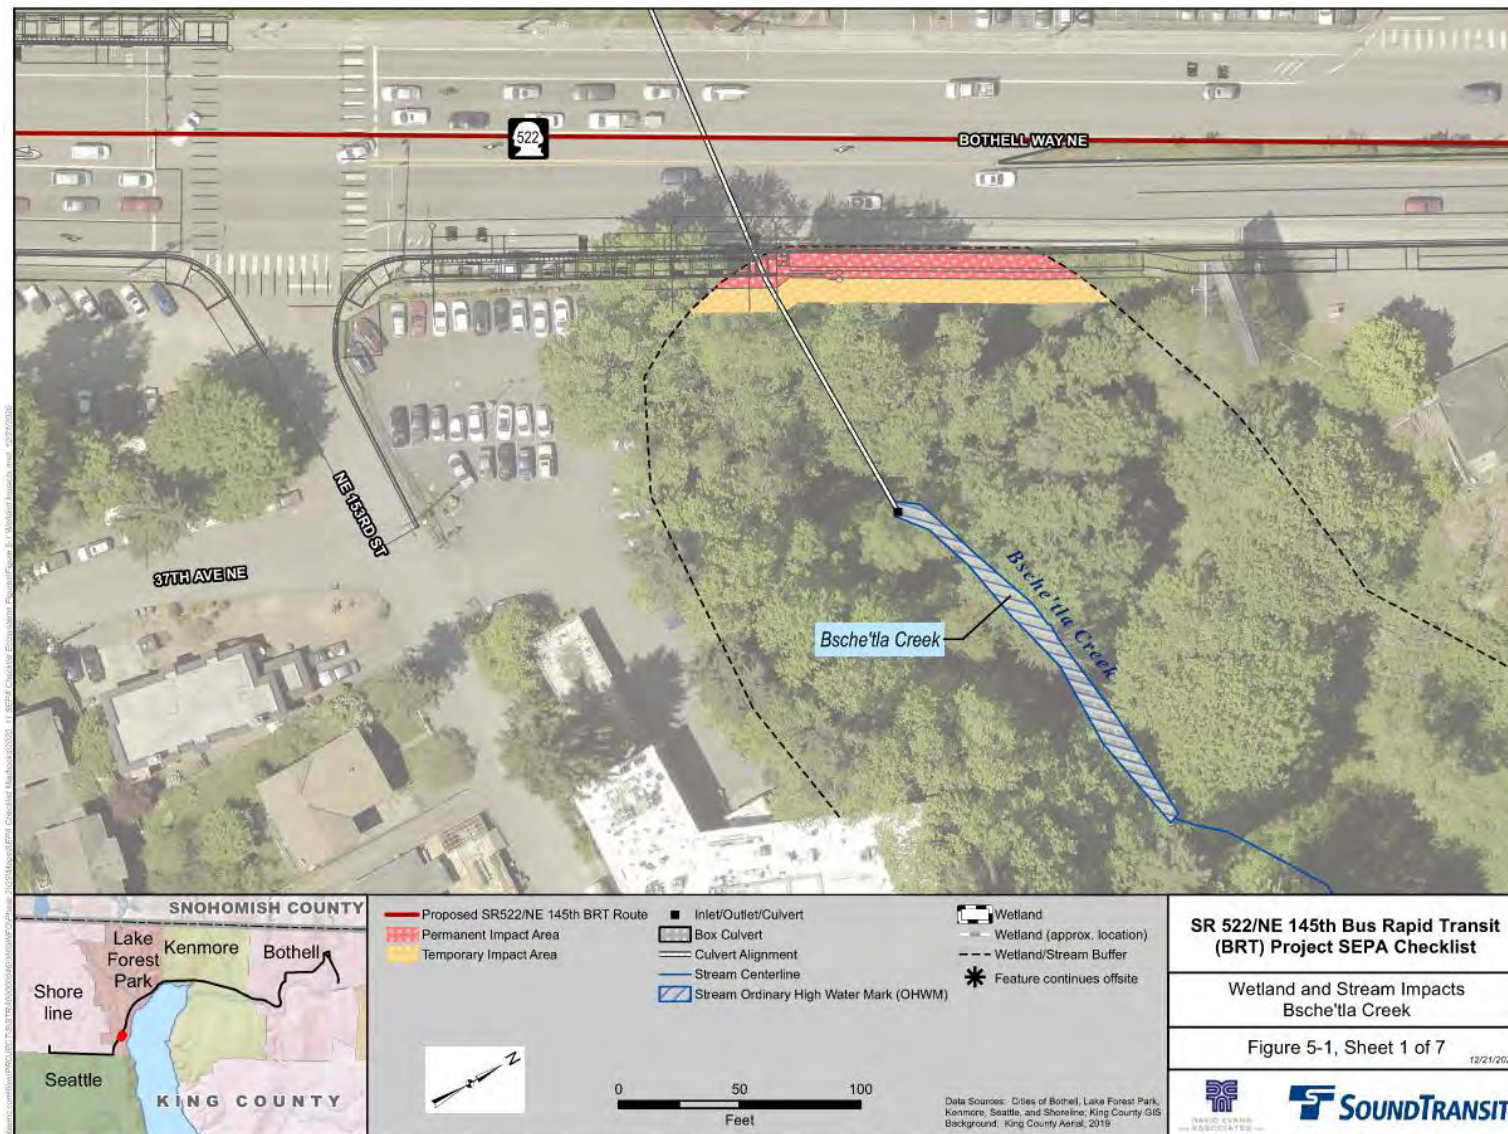 522
BOTHELL WAY NE
NE 153RD ST
37TH AVE NE
Bsche'tla Creek
Bsche'tla Creek
SNOHOMISH COUNTY
Lake
Forest
Park
Kenmore
Bothell
Shore
line
Seattle
KING COUNTY
Proposed SR522/NE 145th BRT Route
Permanent Impact Area
Temporary Impact Area
Inlet/Outlet/Culvert
Box Culvert
Culvert Alignment
Stream Centerline
Stream Ordinary High Water Mark (OHWM)
Wetland
Wetland (approx. location)
Wetland/Stream Buffer
Feature continues offsite
N
0 50 100
Feet
Data Sources: Cities of Bothell, Lake Forest Park,
Kenmore, Seattle, and Shoreline; King County GIS
Background: King County Aerial, 2019
SR 522/NE 145th Bus Rapid Transit
(BRT) Project SEPA Checklist
Wetland and Stream Impacts
Bsche'tla Creek
Figure 5-1, Sheet 1 of 7
DAVID EVANS
AND ASSOCIATES
SOUNDTRANSIT